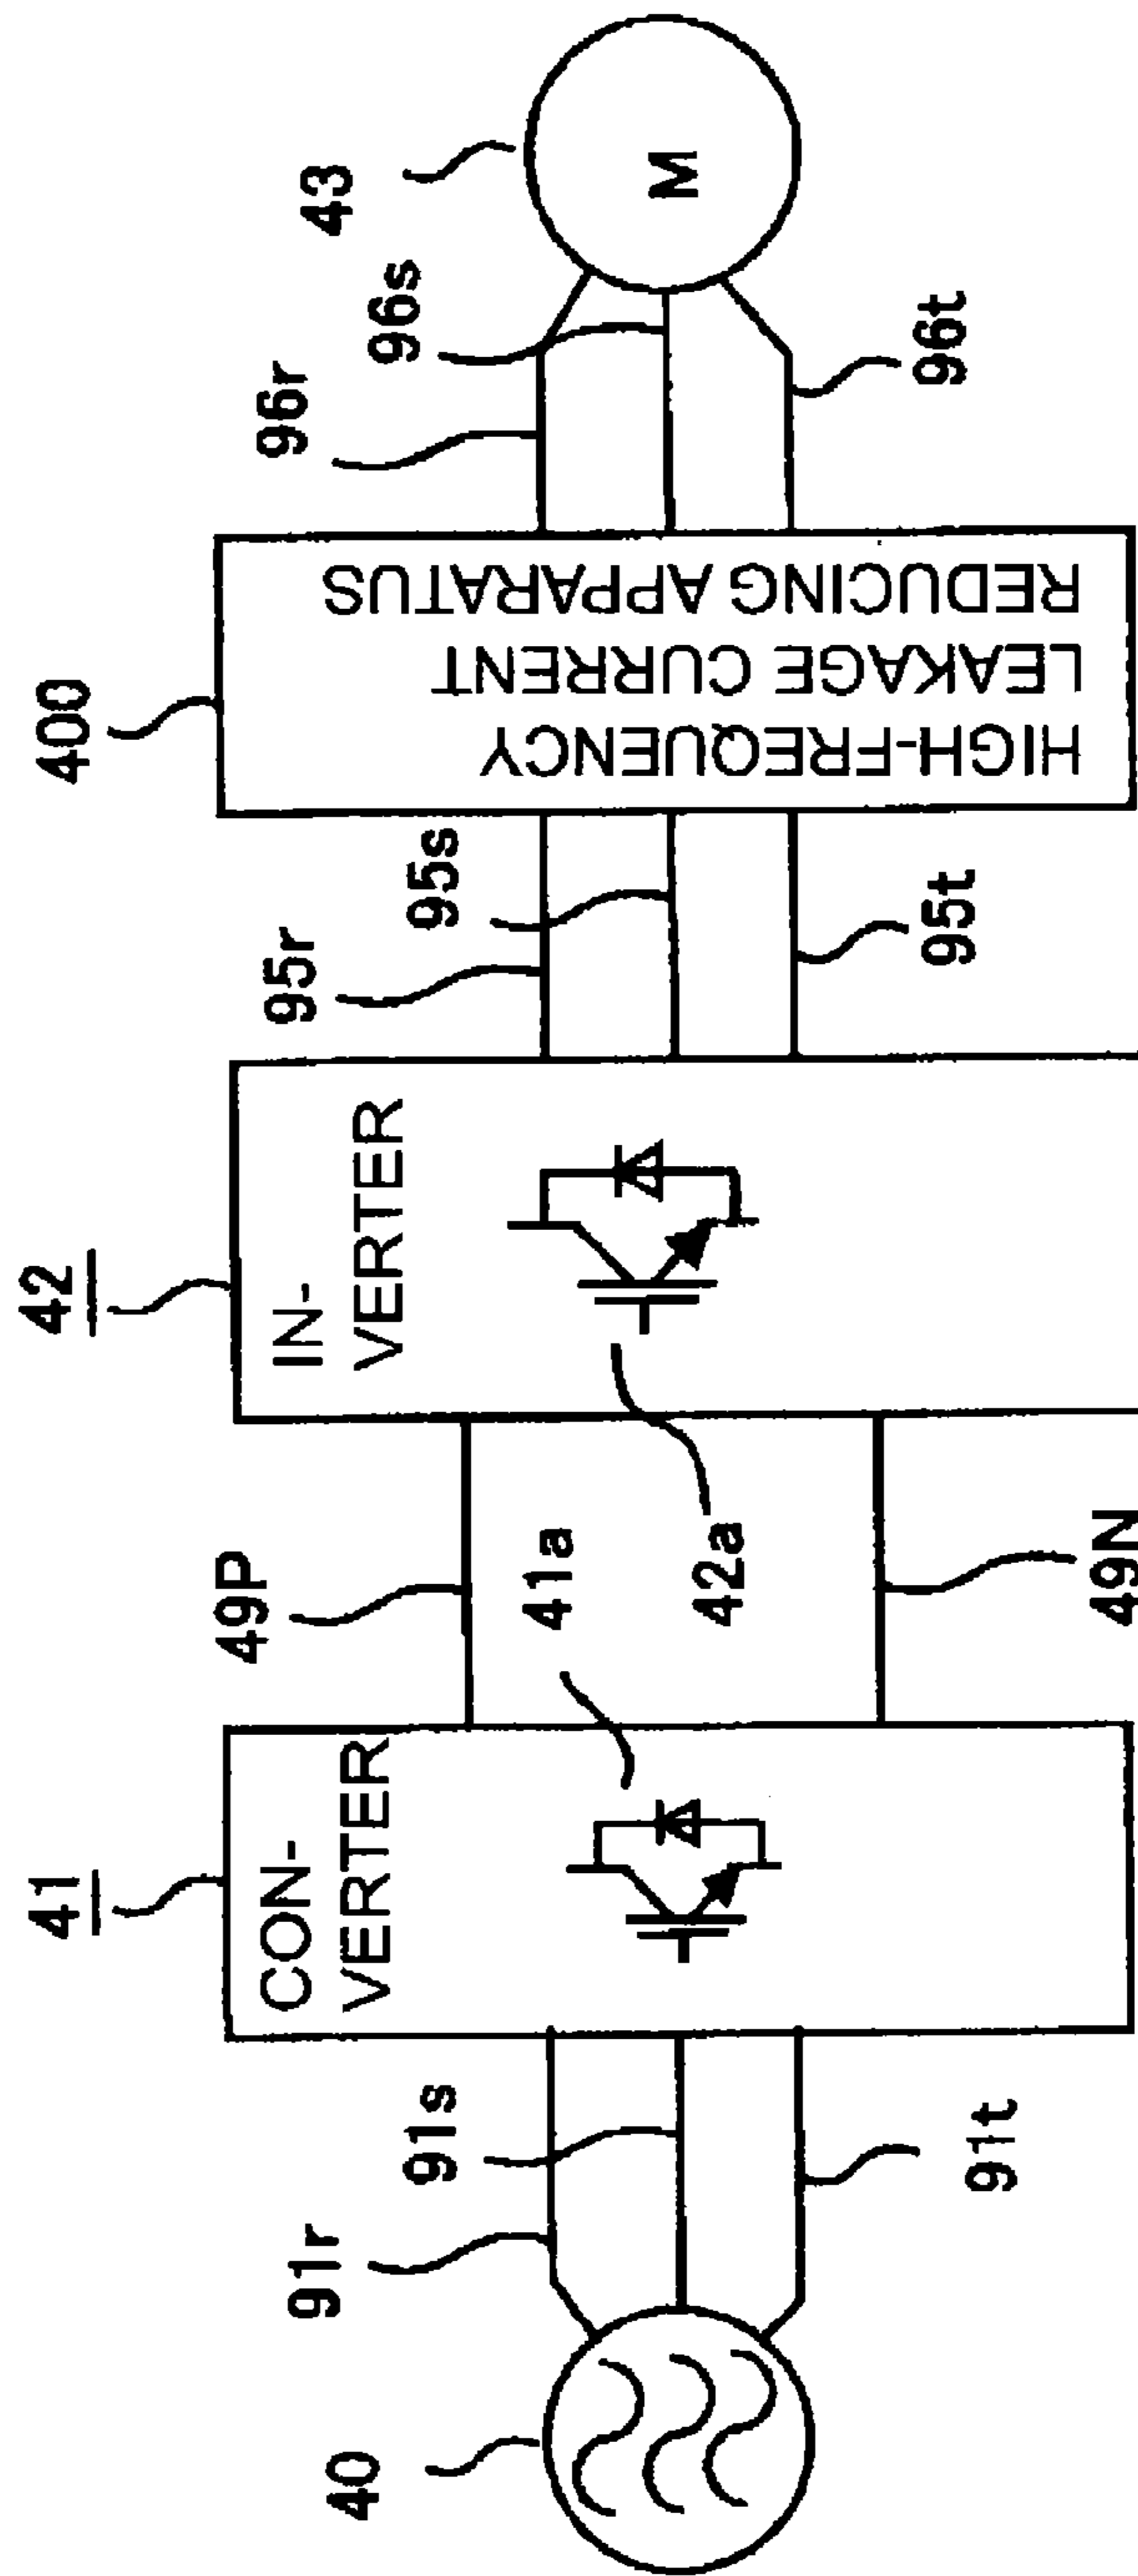 40
91r
91s
91t
41
CON-
VERTER
41a
49P
49N
42
IN-
VERTER
42a
95r
95s
95t
400
HIGH-FREQUENCY
LEAKAGE CURRENT
REDUCING APPARATUS
96r
96s
96t
43
M